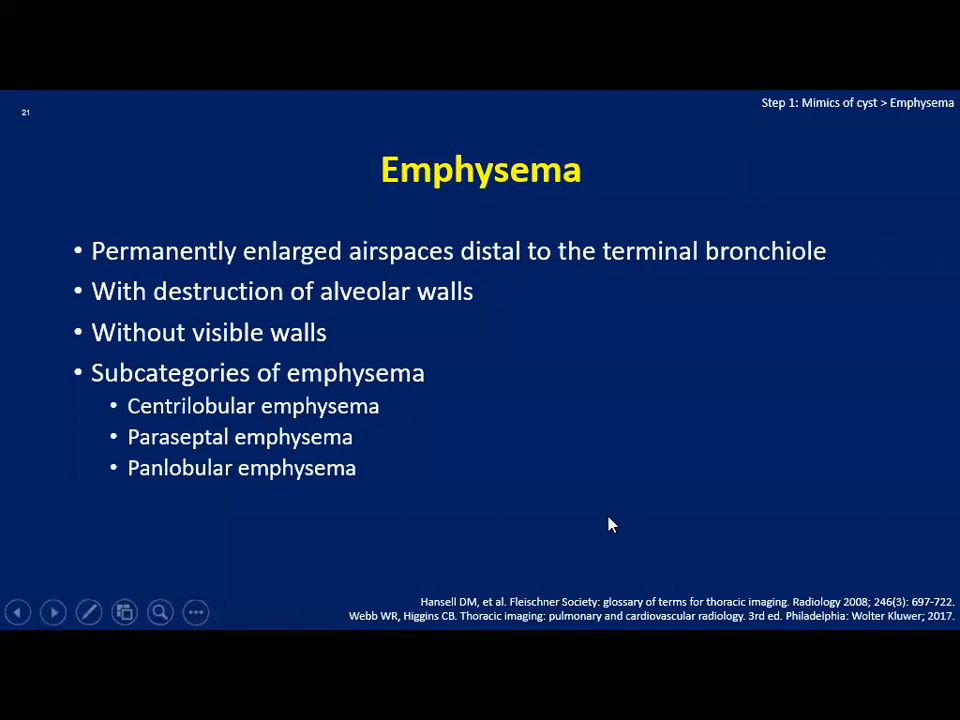 Step 1: Mimics of cyst > Emphysema
21
Emphysema
• Permanently enlarged airspaces distal to the terminal bronchiole
• With destruction of alveolar walls
• Without visible walls
• Subcategories of emphysema
• Centrilobular emphysema
• Paraseptal emphysema
• Panlobular emphysema
Hansell DM, et al. Fleischner Society: glossary of terms for thoracic imaging. Radiology 2008; 246(3): 697-722.
Webb WR, Higgins CB. Thoracic imaging: pulmonary and cardiovascular radiology. 3rd ed. Philadelphia: Wolter Kluwer; 2017.